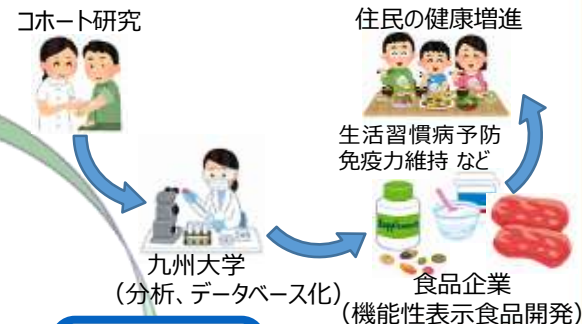 コホート研究
住民の健康増進
生活習慣病予防
免疫力維持 など
九州大学
（分析、データベース化）
食品企業
（機能性表示食品開発）